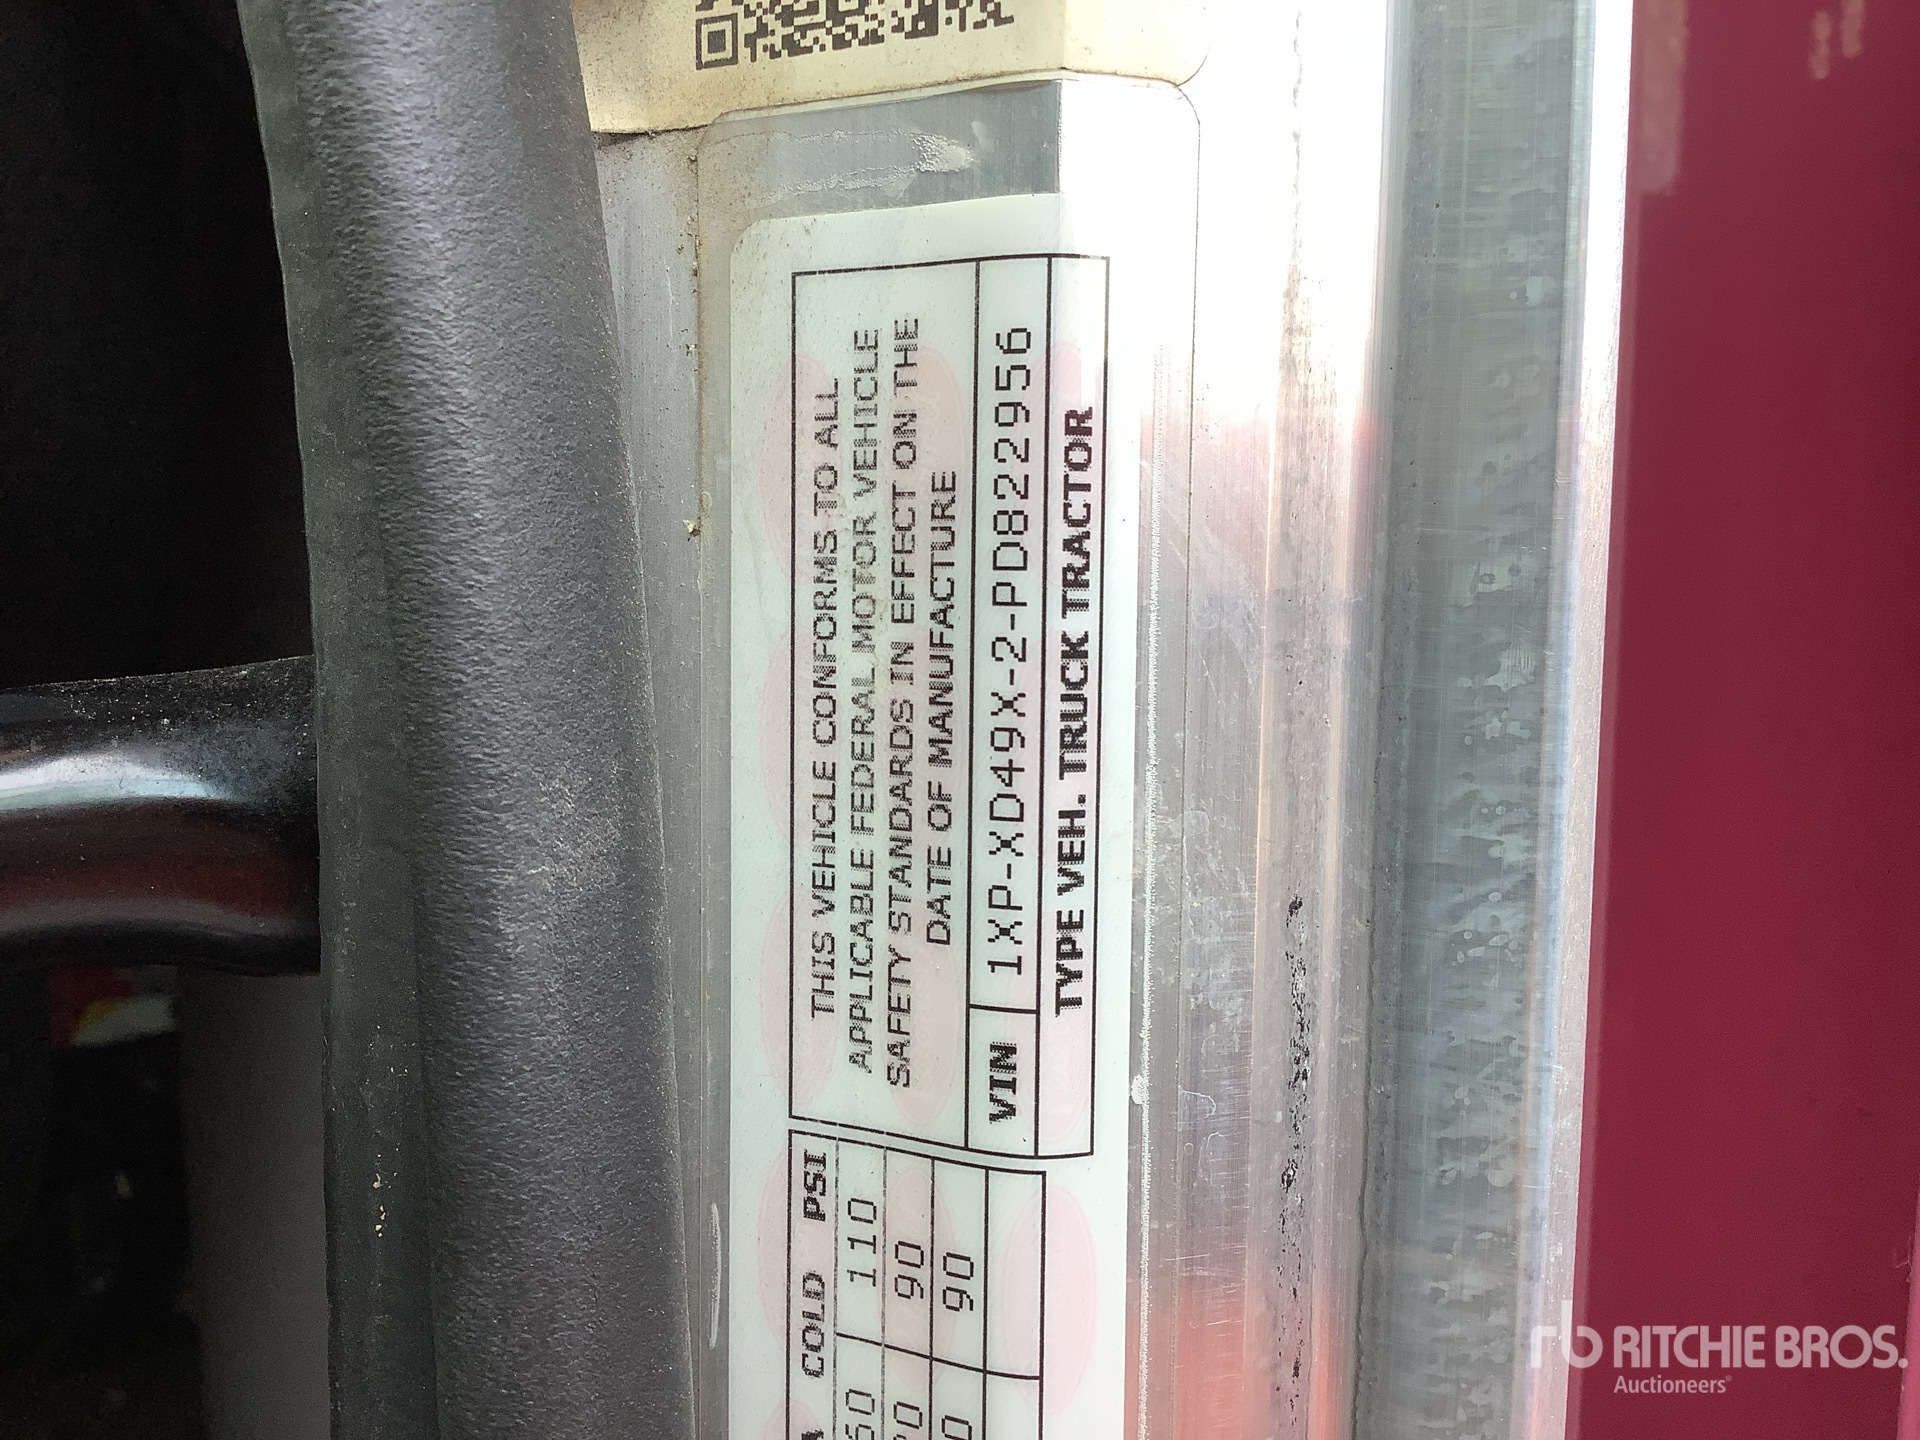 THIS VEHICLE CONFORMS TO ALL
APPLICABLE FEDERAL MOTOR VEHICLE
SAFETY STANDARDS IN EFFECT ON THE
DATE OF MANUFACTURE
VIN 1XP-XD49X-2-PD822956
TYPE VEH. TRUCK TRACTOR
COLD PSI
110
90
90
rb RITCHIE BROS.
Auctioneers